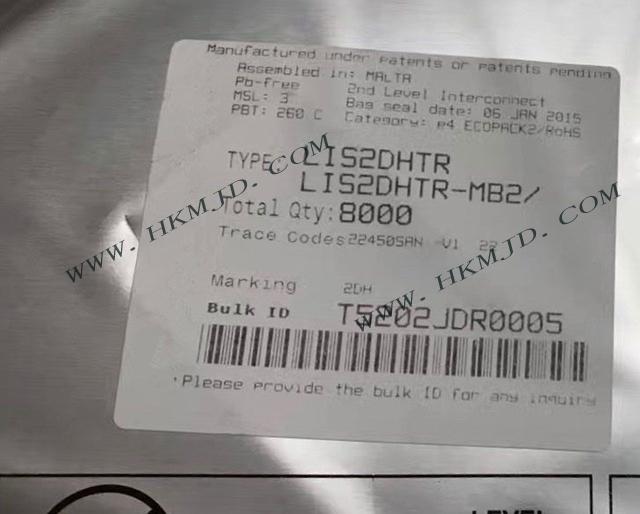 Manufactured under patents or patents pending
Assembled in: MALTA
Pb-free 2nd Level Interconnect
MSL: 3 Bag seal date: 06 JAN 2015
PBT: 260 C Category: e4 ECOPACK2/RoHS
TYPE: LIS2DHTR
LIS2DHTR-MB2/
Total Qty: 8000
Trace Codes 22450SAN V1 22
Marking 2DH
Bulk ID T5202JDR0005
Please provide the bulk ID for any inquiry
WWW. HKMJD. COM
WWW. HKMJD. COM
LEVEL